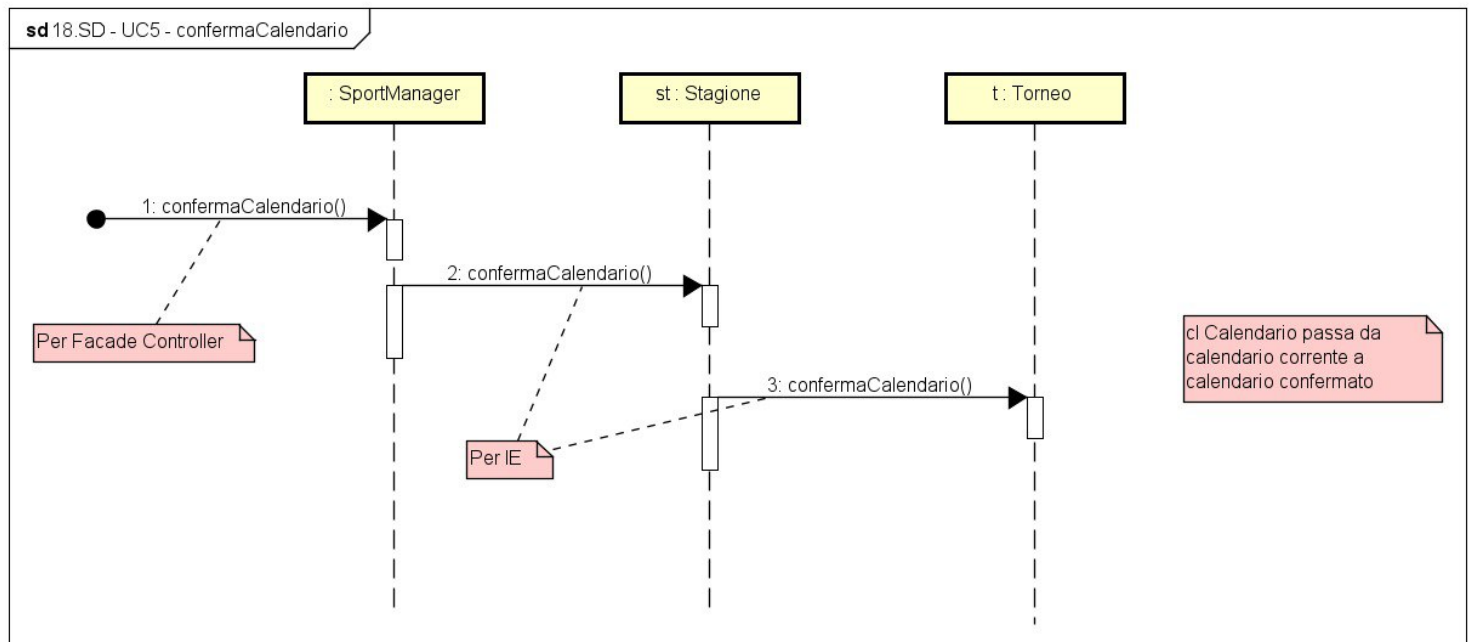 sd 18.SD - UC5 - confermaCalendario
: SportManager
st : Stagione
t : Torneo
1: confermaCalendario()
2: confermaCalendario()
Per Facade Controller
cl Calendario passa da
calendario corrente a
calendario confermato
3: confermaCalendario()
Per IE